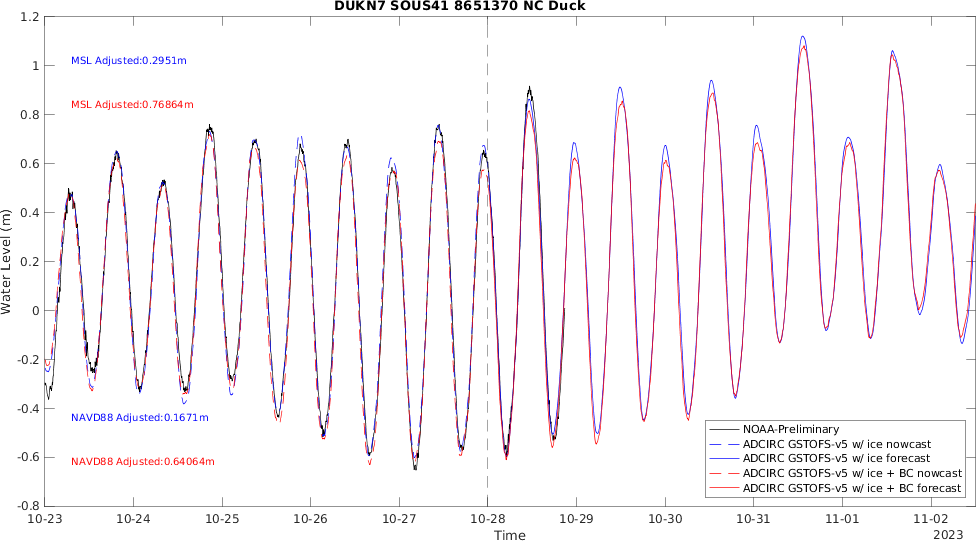 DUKN7 SOUS41 8651370 NC Duck
1.2
1
0.8
0.6
0.4
0.2
0
-0.2
-0.4
-0.6
-0.8
Water Level (m)
MSL Adjusted:0.2951m
MSL Adjusted:0.76864m
NAVD88 Adjusted:0.1671m
NAVD88 Adjusted:0.64064m
NOAA-Preliminary
ADCIRC GSTOFS-v5 w/ ice nowcast
ADCIRC GSTOFS-v5 w/ ice forecast
ADCIRC GSTOFS-v5 w/ ice + BC nowcast
ADCIRC GSTOFS-v5 w/ ice + BC forecast
10-23 10-24 10-25 10-26 10-27 10-28 10-29 10-30 10-31 11-01 11-02
Time
2023